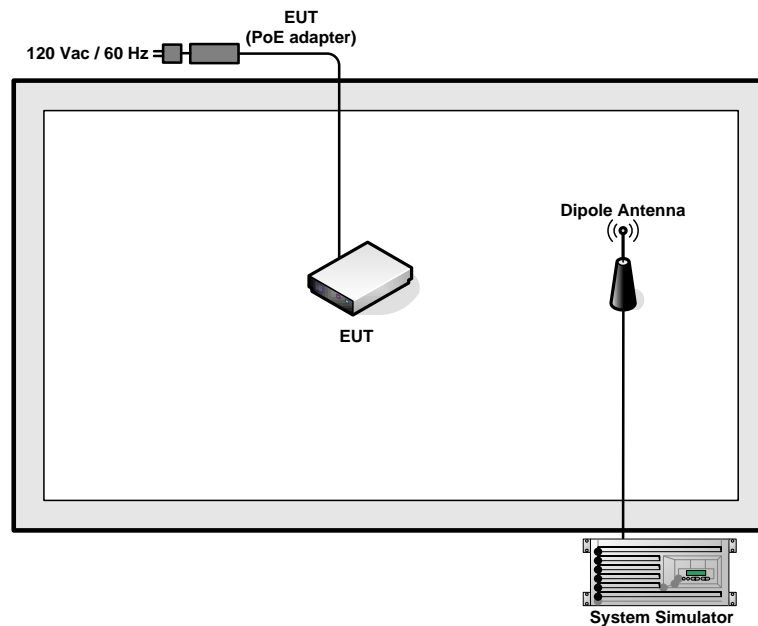 EUT
(PoE adapter)
120 Vac / 60 Hz
Dipole Antenna
EUT
System Simulator